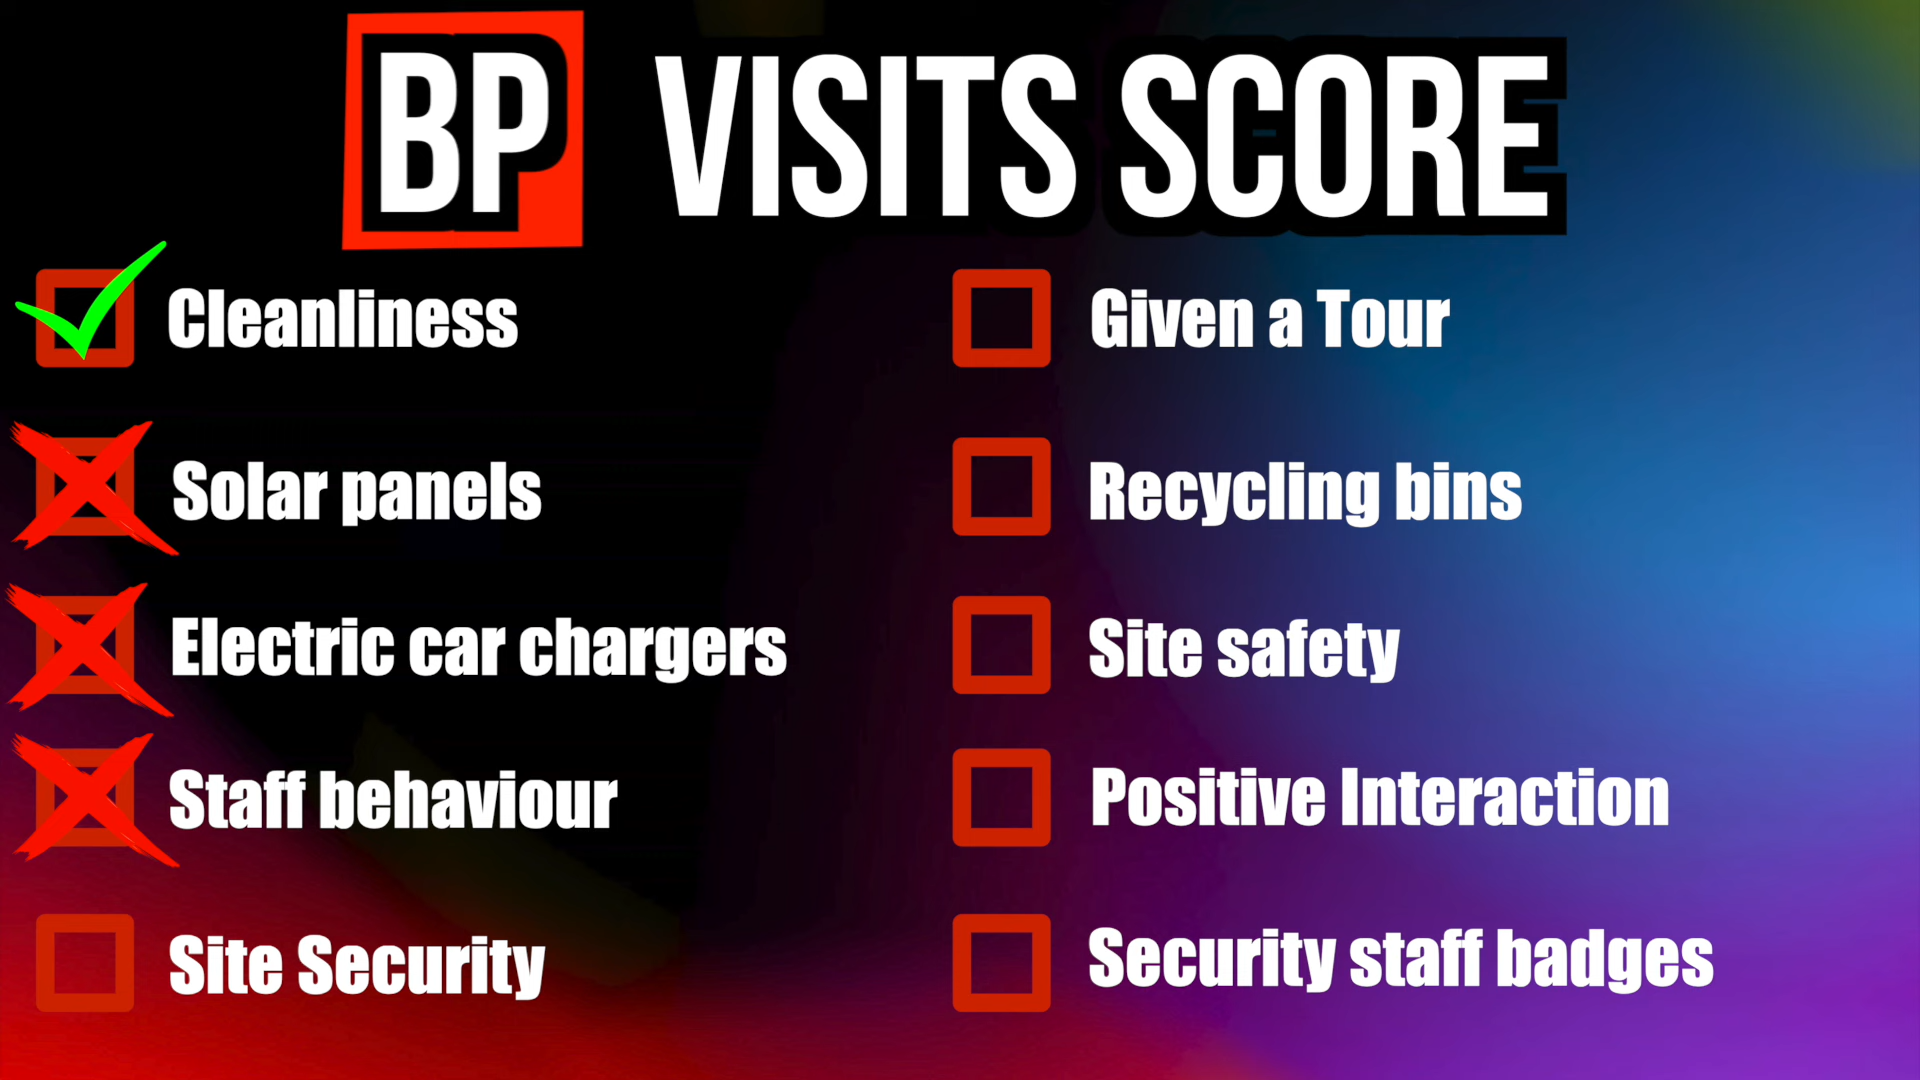 BP VISITS SCORE
Cleanliness
Solar panels
Electric car chargers
Staff behaviour
Site Security
Given a Tour
Recycling bins
Site safety
Positive Interaction
Security staff badges